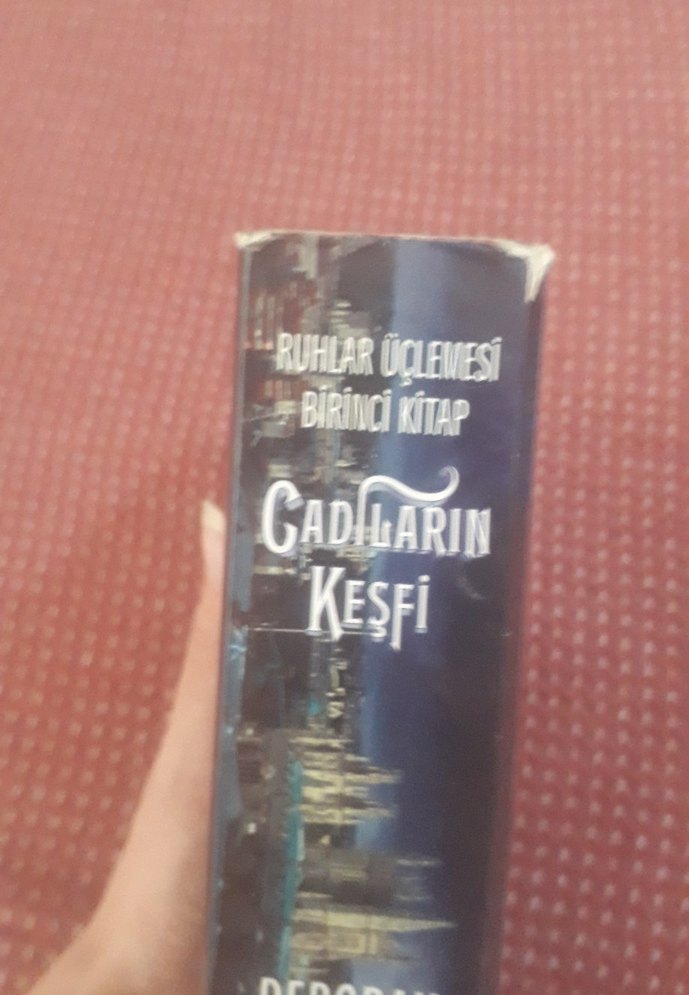 RUHLAR ÜÇLEMESİ
BİRİNCİ KİTAP
CADILARIN
KEŞFİ